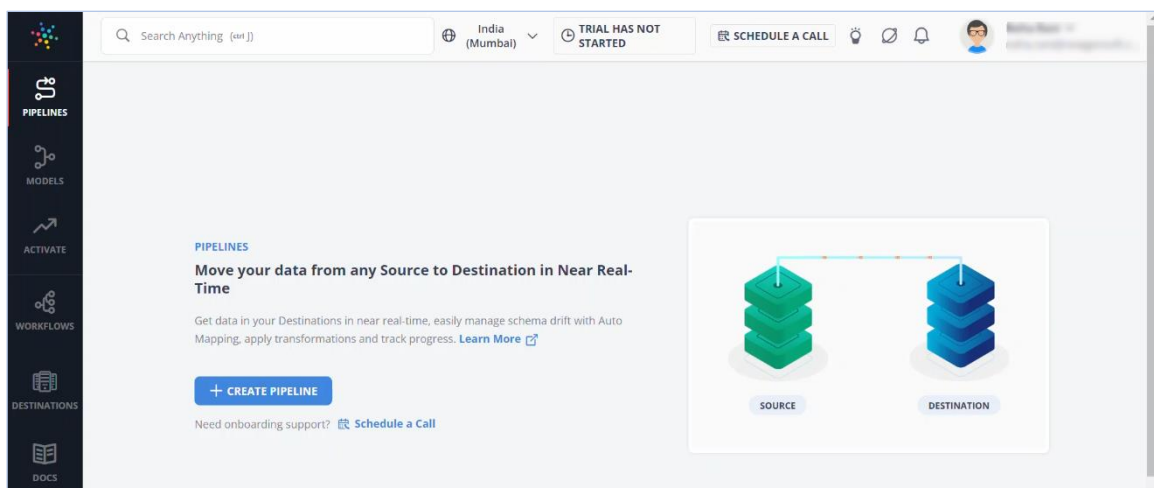 Search Anything (ctrl J)
India
(Mumbai)
TRIAL HAS NOT
STARTED
SCHEDULE A CALL
PIPELINES
MODELS
ACTIVATE
WORKFLOWS
DESTINATIONS
DOCS
PIPELINES
Move your data from any Source to Destination in Near Real-
Time
Get data in your Destinations in near real-time, easily manage schema drift with Auto
Mapping, apply transformations and track progress. Learn More
+ CREATE PIPELINE
Need onboarding support? Schedule a Call
SOURCE
DESTINATION